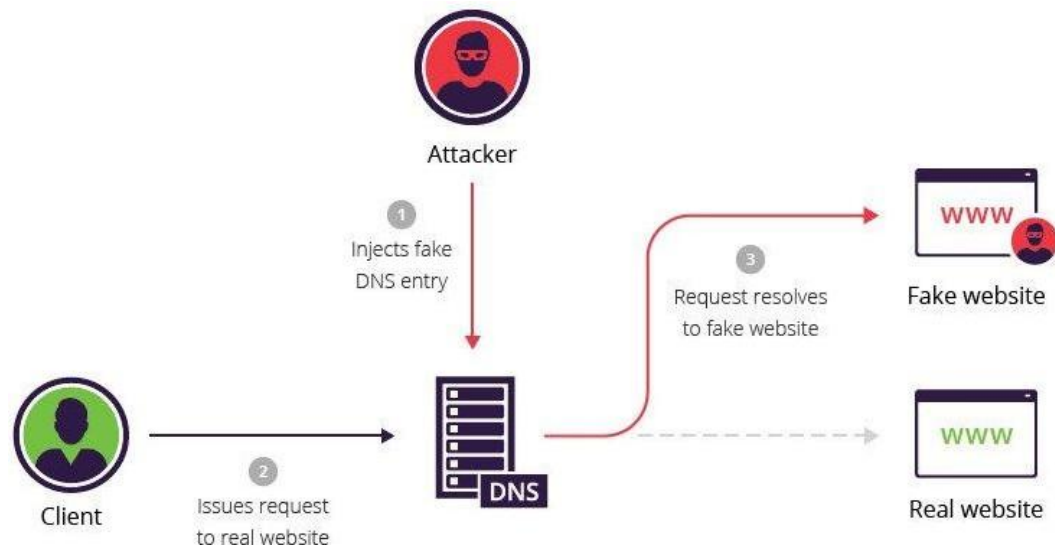 Attacker
1
Injects fake
DNS entry
www
3
Request resolves
to fake website
Fake website
Client
2
Issues request
to real website
DNS
www
Real website